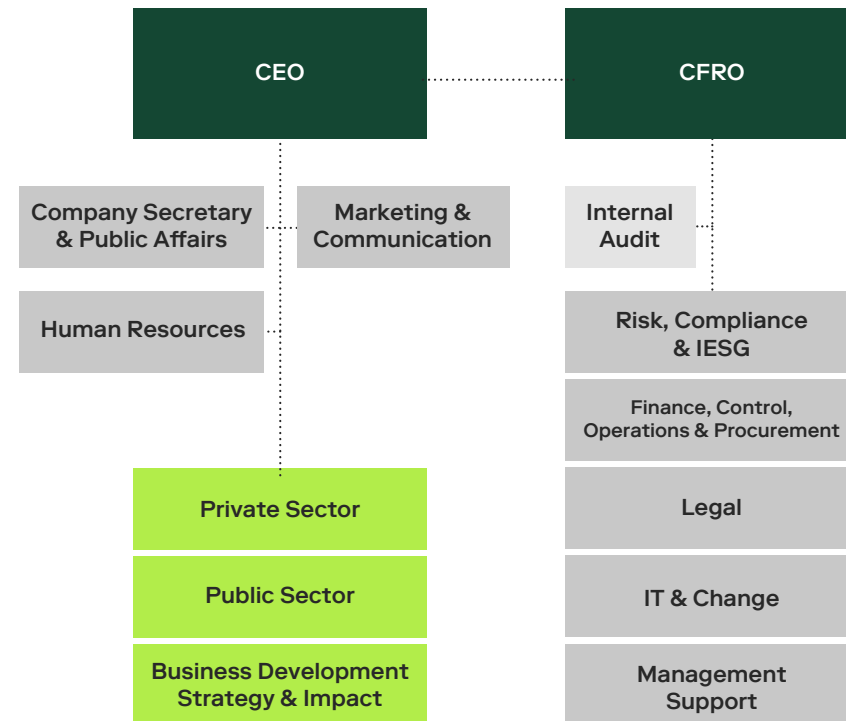 CEO
CFRO
Company Secretary
& Public Affairs
Marketing &
Communication
Internal
Audit
Human Resources
Risk, Compliance
& IESG
Finance, Control,
Operations & Procurement
Private Sector
Legal
Public Sector
IT & Change
Business Development
Strategy & Impact
Management
Support